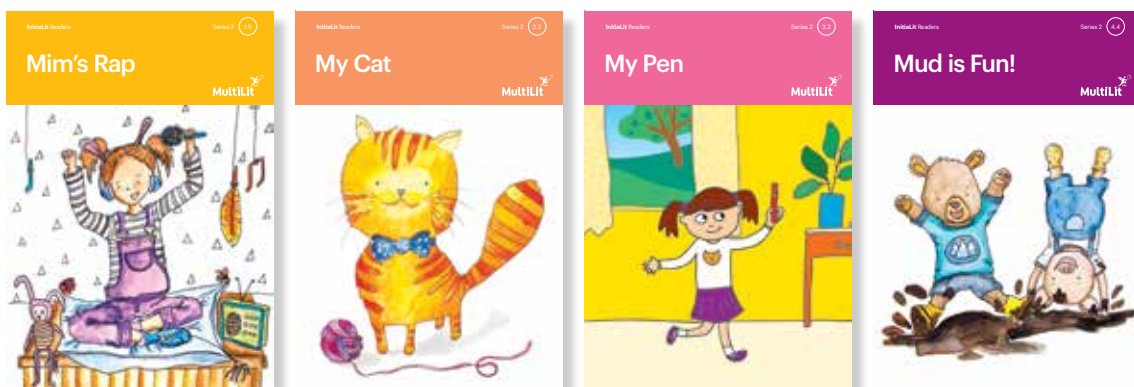 InitiaLit Readers Series 2 1.5
Mim's Rap
MultiLit
InitiaLit Readers Series 2 2.3
My Cat
MultiLit
InitiaLit Readers Series 2 3.2
My Pen
MultiLit
InitiaLit Readers Series 2 4.4
Mud is Fun!
MultiLit